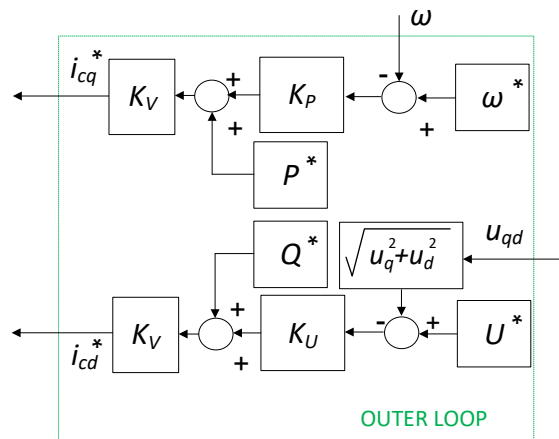 ω
i_cq*
K_V
+
+
K_P
-
+
ω*
P*
Q*
√u_q²+u_d²
u_qd
i_cd*
K_V
+
+
K_U
-
+
U*
OUTER LOOP